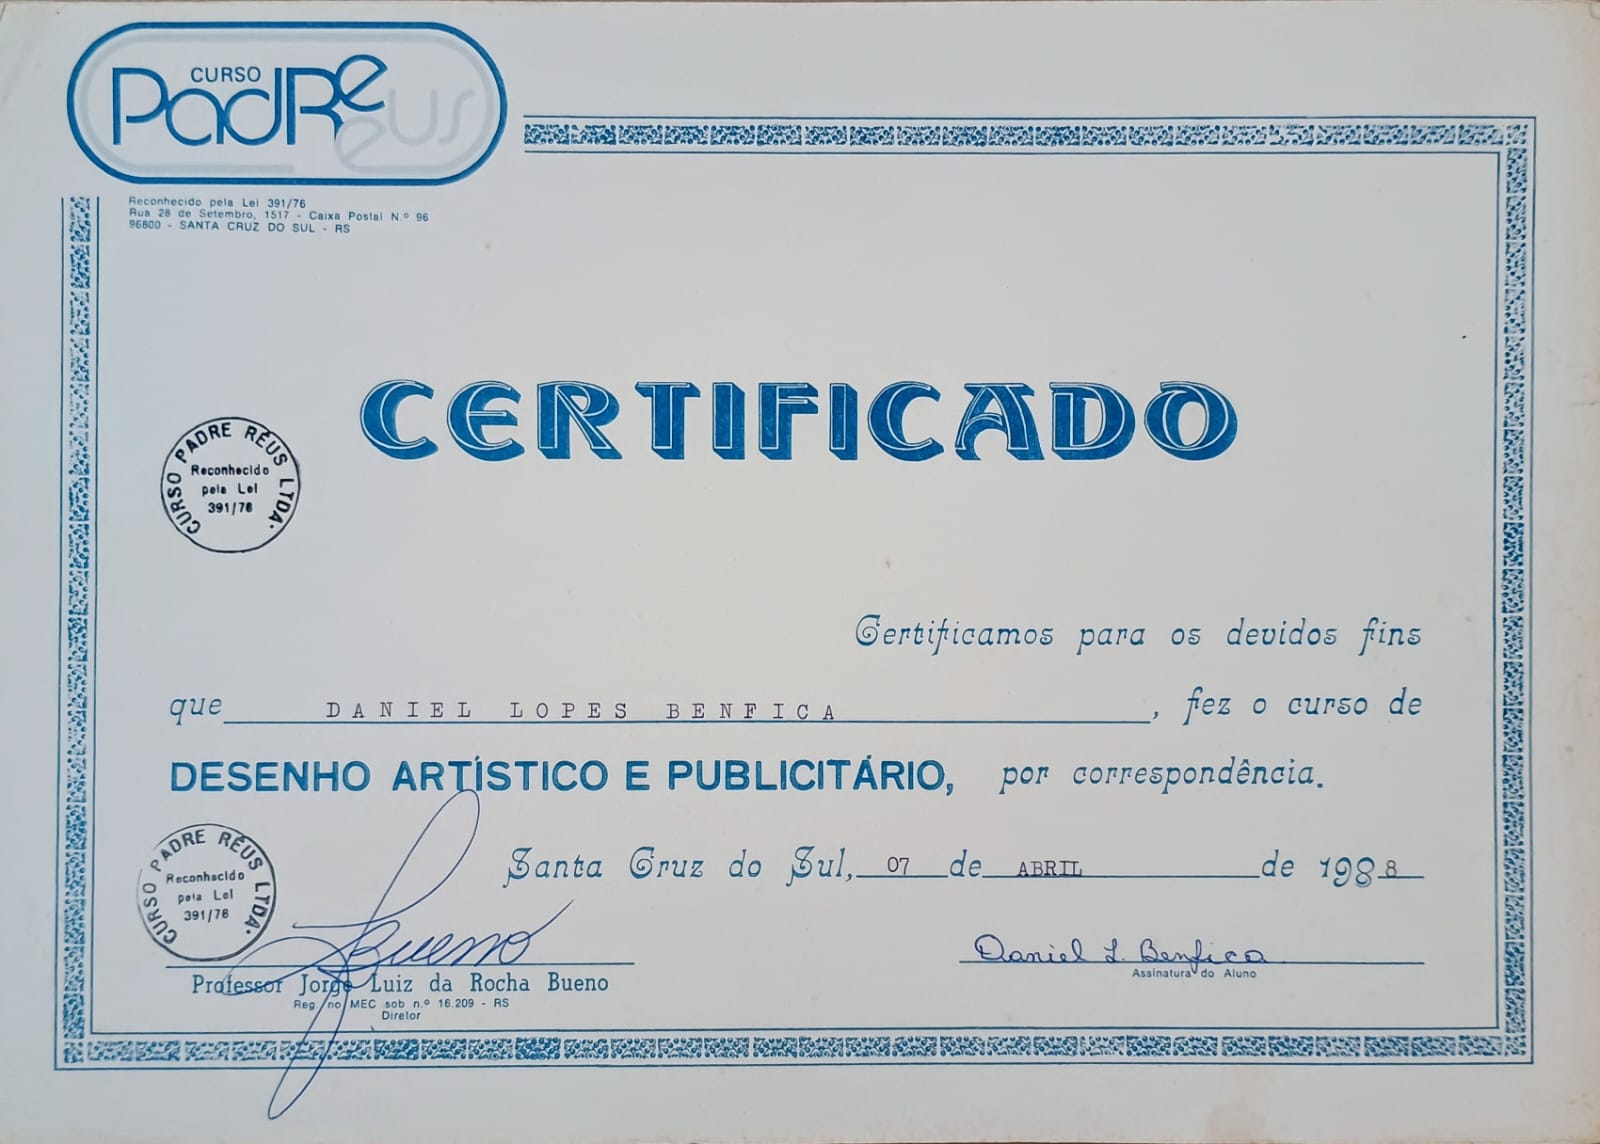 CURSO
PadRe
Reus
Reconhecido pela Lei 391/76
Rua 28 de Setembro, 1517 - Caixa Postal N.º 96
96800 - SANTA CRUZ DO SUL - RS
CERTIFICADO
CURSO PADRE RÉUS LTDA.
Reconhecido
pela Lei
391/76
Certificamos para os devidos fins
que DANIEL LOPES BENFICA, fez o curso de
DESENHO ARTÍSTICO E PUBLICITÁRIO, por correspondência.
CURSO PADRE RÉUS LTDA.
Reconhecido
pela Lei
391/76
Santa Cruz do Sul, 07 de ABRIL de 1988
Bueno
Daniel L. Benfica
Professor Jorge Luiz da Rocha Bueno
Assinatura do Aluno
Reg. no MEC sob n.º 16.209 - RS
Diretor